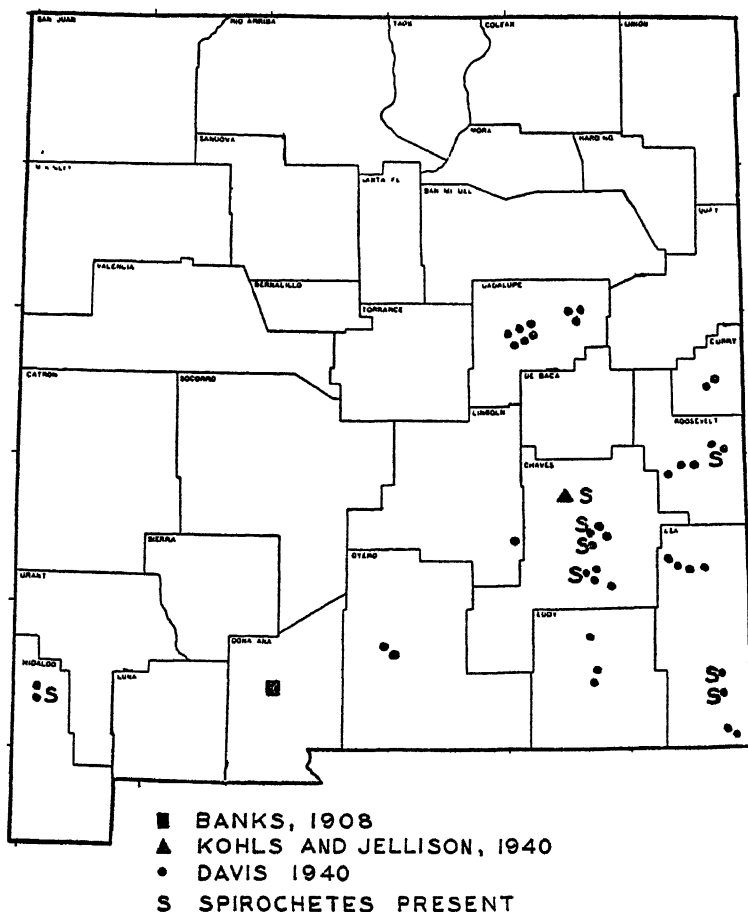 SAN JUAN
RIO ARRIBA
TAOS
COLFAX
UNION
MORA
HARDING
SANDOVAL
SANTA FE
SAN MIGUEL
QUAY
VALENCIA
BERNALILLO
TORRANCE
GUADALUPE
CURRY
CATRON
SOCORRO
DE BACA
LINCOLN
ROOSEVELT
CHAVES
S
S
S
S
S
SIERRA
OTERO
LEA
GRANT
EDDY
DONA ANA
HIDALGO
LUNA
S
S
S
BANKS, 1908
KOHLS AND JELLISON, 1940
DAVIS 1940
S SPIROCHETES PRESENT